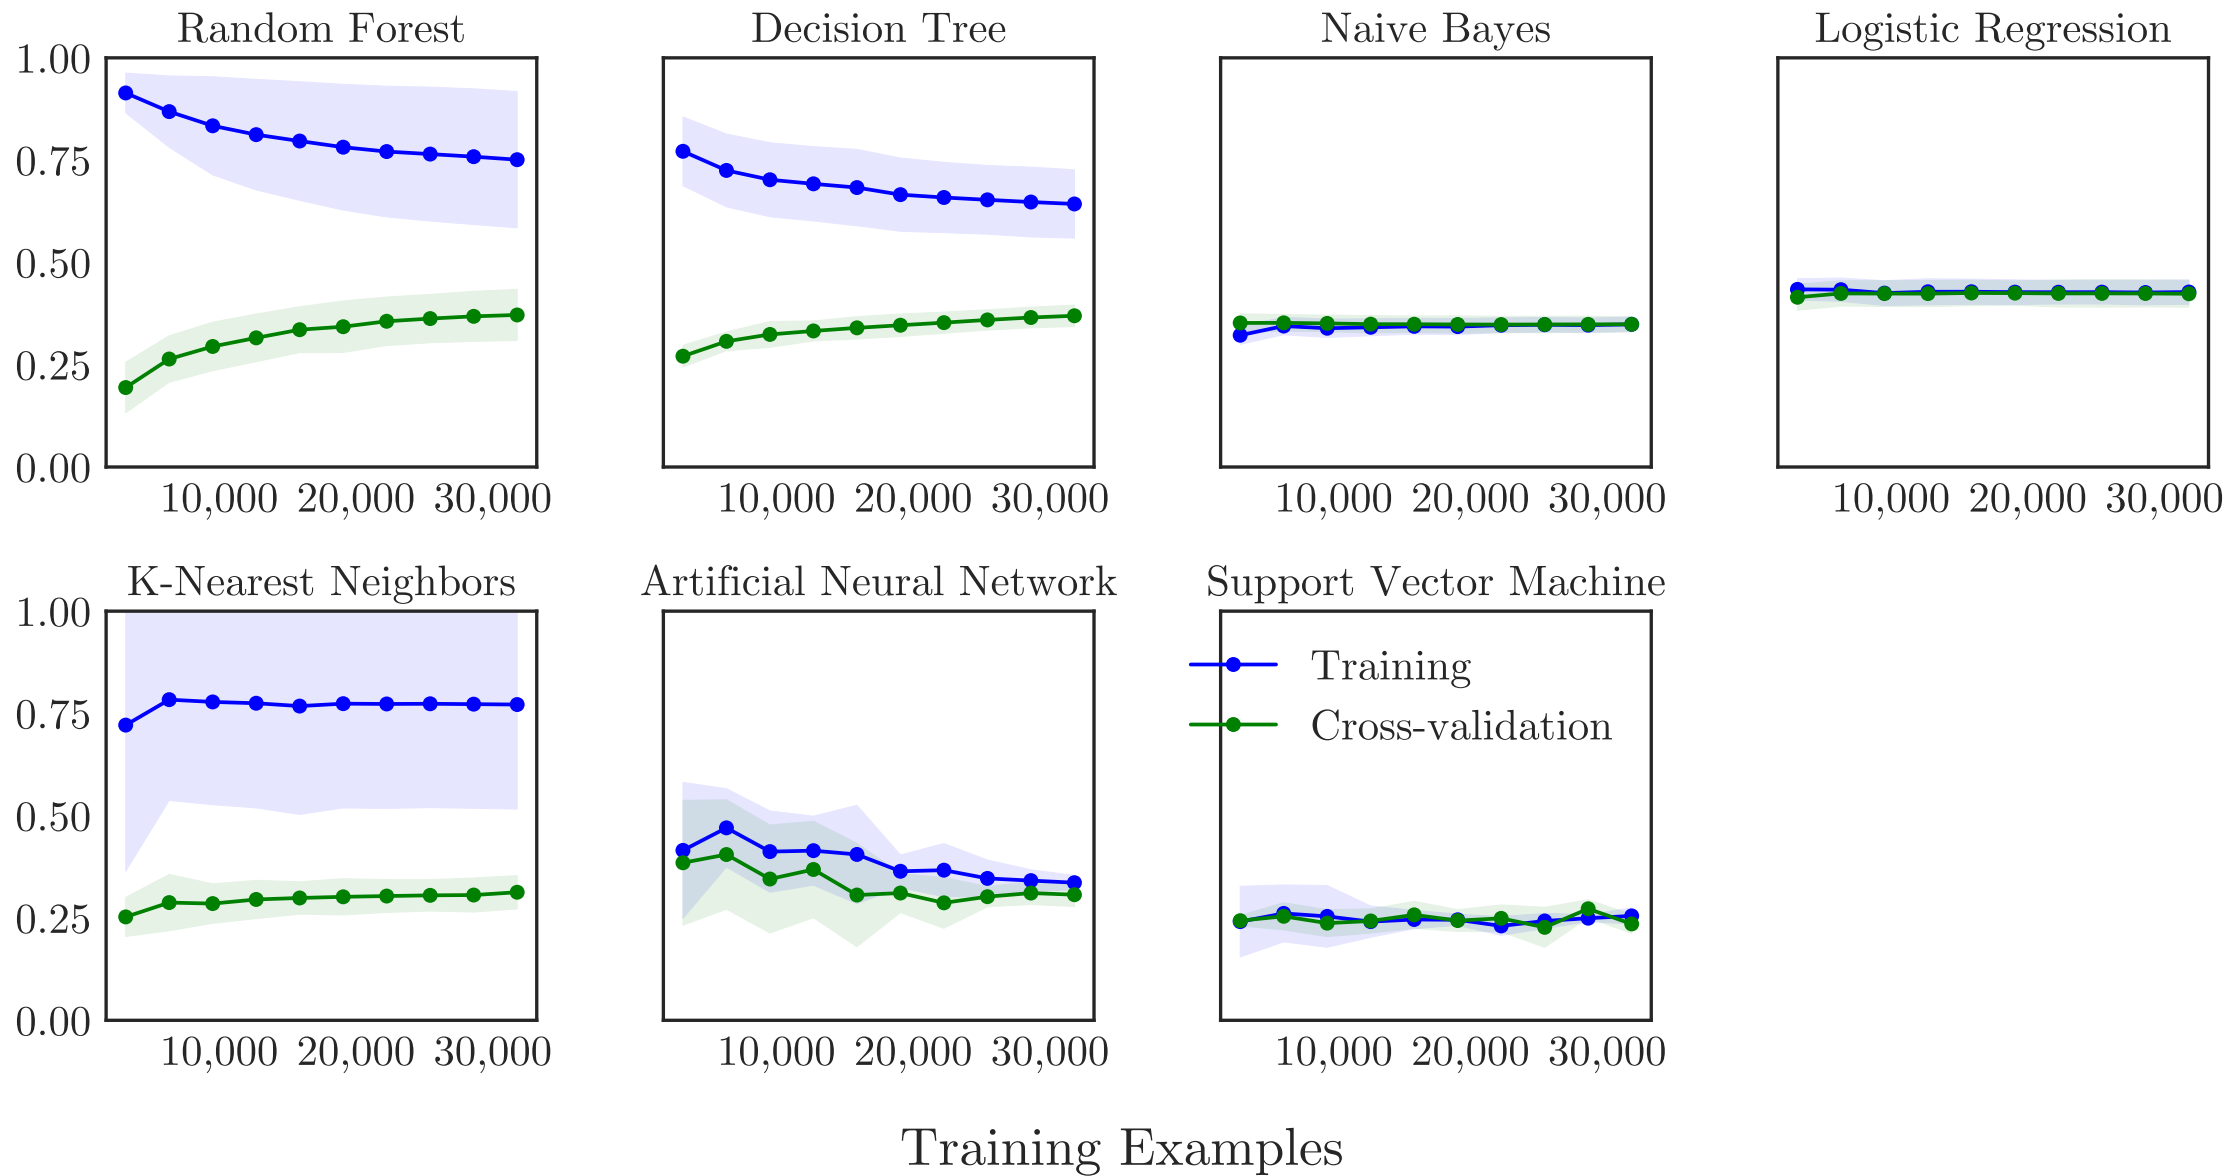 Random Forest
Decision Tree
Naive Bayes
Logistic Regression
1.00
0.75
0.50
0.25
0.00
10,000 20,000 30,000
10,000 20,000 30,000
10,000 20,000 30,000
10,000 20,000 30,000
K-Nearest Neighbors
Artificial Neural Network
Support Vector Machine
1.00
0.75
0.50
0.25
0.00
Training
Cross-validation
10,000 20,000 30,000
10,000 20,000 30,000
10,000 20,000 30,000
Training Examples